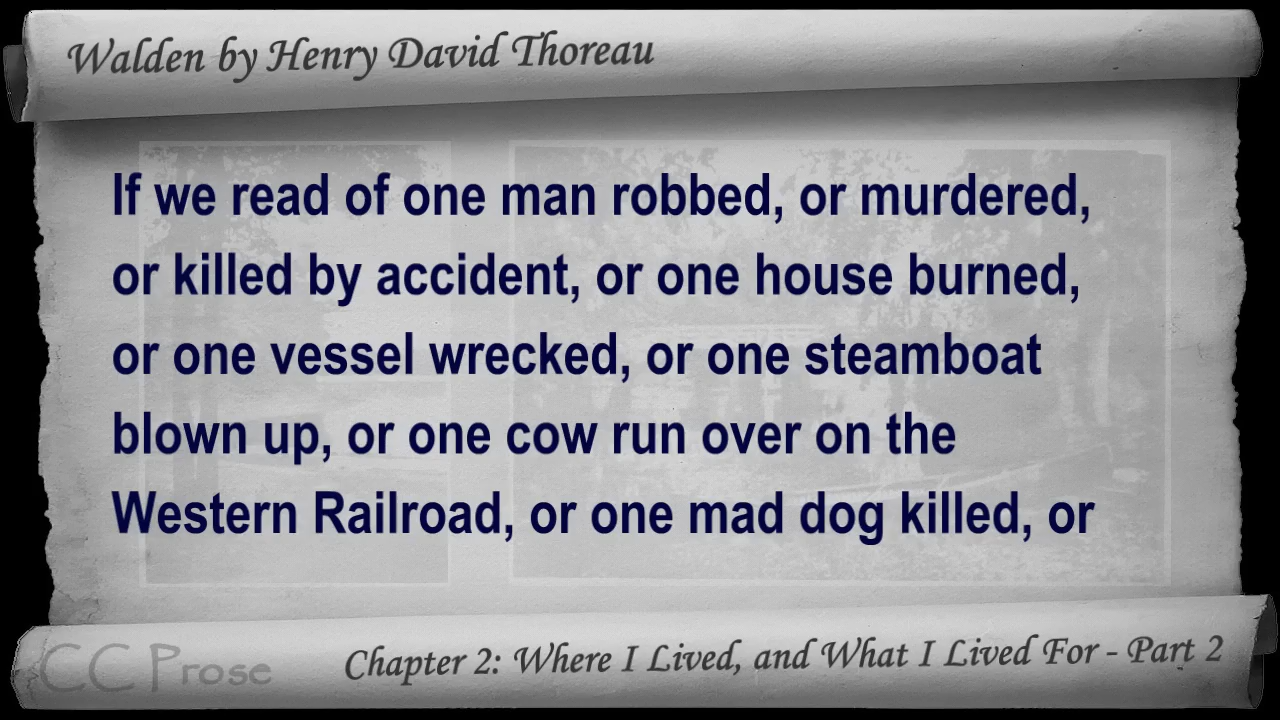 Walden by Henry David Thoreau
If we read of one man robbed, or murdered,
or killed by accident, or one house burned,
or one vessel wrecked, or one steamboat
blown up, or one cow run over on the
Western Railroad, or one mad dog killed, or
CC Prose
Chapter 2: Where I Lived, and What I Lived For - Part 2